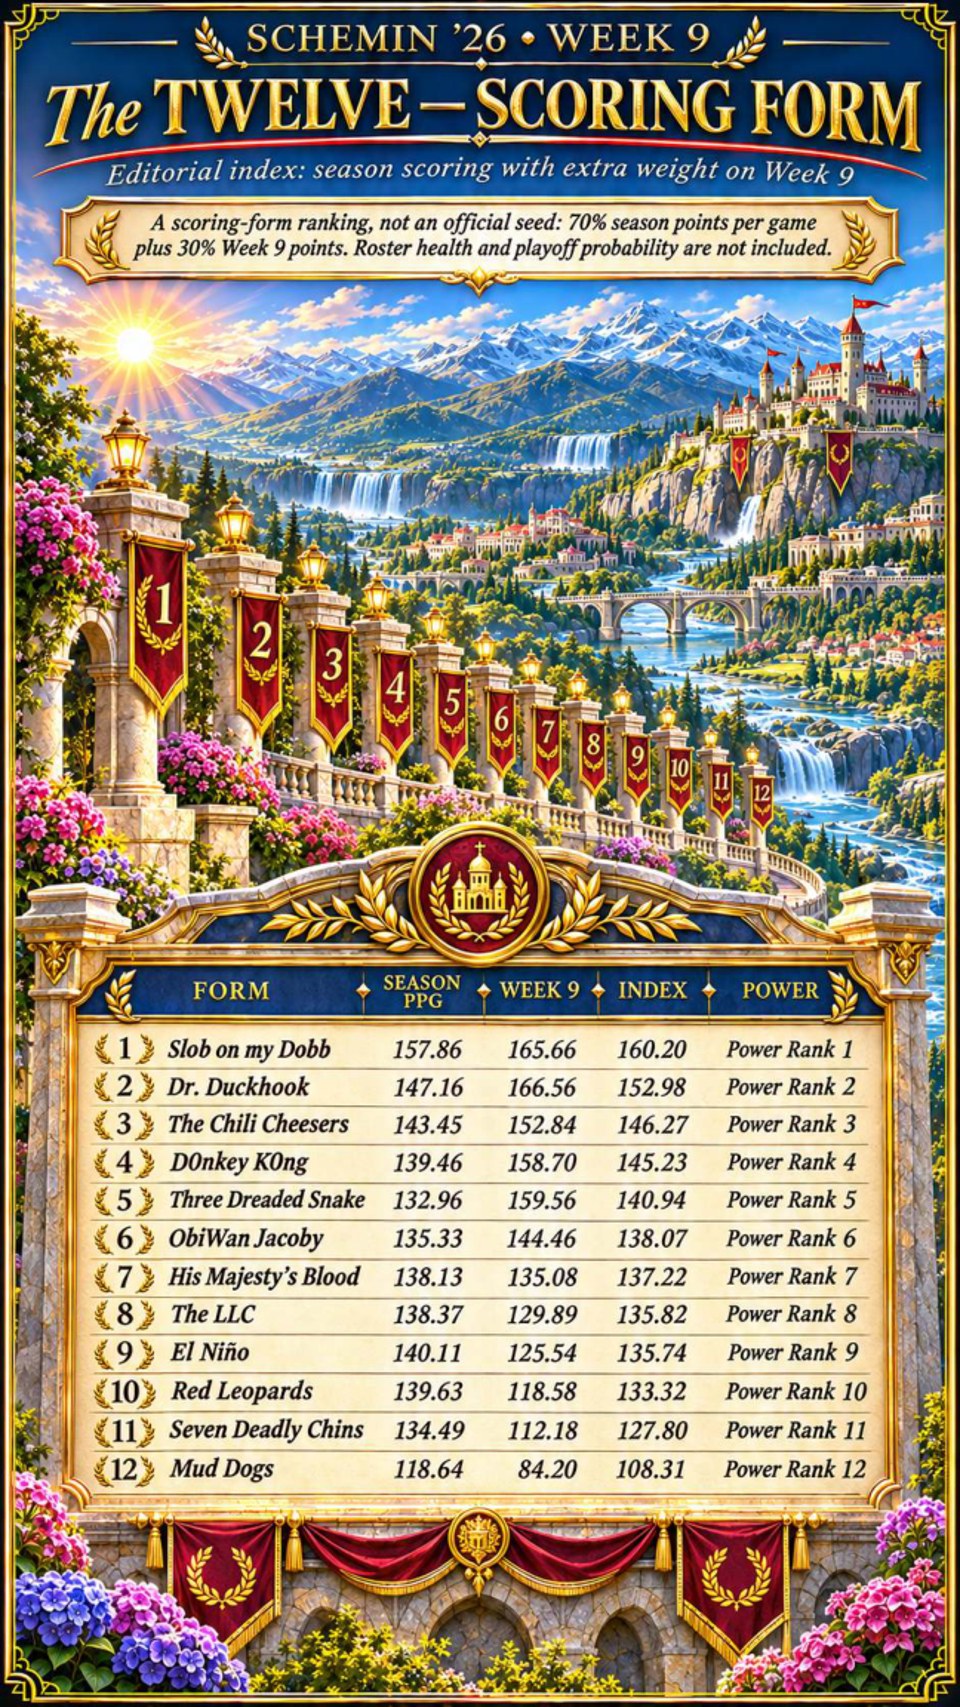 SCHEMIN '26 • WEEK 9
The TWELVE — SCORING FORM
Editorial index: season scoring with extra weight on Week 9
A scoring-form ranking, not an official seed: 70% season points per game
plus 30% Week 9 points. Roster health and playoff probability are not included.
1
2
3
4
5
6
7
8
9
10
11
12
FORM SEASON PPG WEEK 9 INDEX POWER
1 Slob on my Dobb 157.86 165.66 160.20 Power Rank 1
2 Dr. Duckhook 147.16 166.56 152.98 Power Rank 2
3 The Chili Cheesers 143.45 152.84 146.27 Power Rank 3
4 D0nkey K0ng 139.46 158.70 145.23 Power Rank 4
5 Three Dreaded Snake 132.96 159.56 140.94 Power Rank 5
6 ObiWan Jacoby 135.33 144.46 138.07 Power Rank 6
7 His Majesty's Blood 138.13 135.08 137.22 Power Rank 7
8 The LLC 138.37 129.89 135.82 Power Rank 8
9 El Niño 140.11 125.54 135.74 Power Rank 9
10 Red Leopards 139.63 118.58 133.32 Power Rank 10
11 Seven Deadly Chins 134.49 112.18 127.80 Power Rank 11
12 Mud Dogs 118.64 84.20 108.31 Power Rank 12